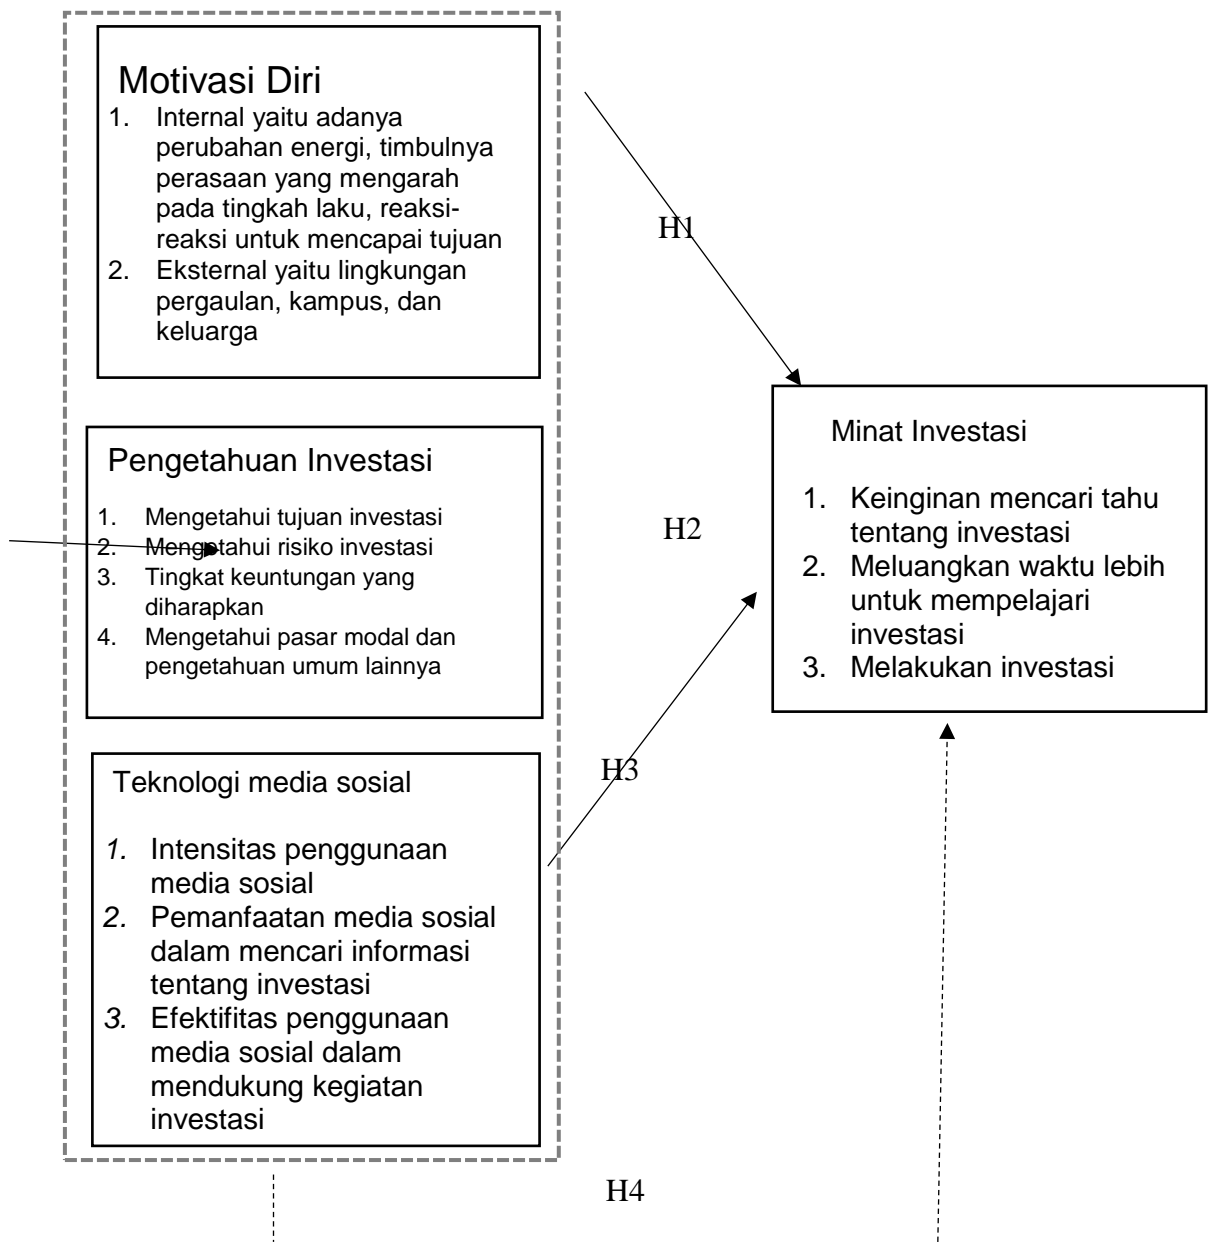 Motivasi Diri
1. Internal yaitu adanya
perubahan energi, timbulnya
perasaan yang mengarah
pada tingkah laku, reaksi-
reaksi untuk mencapai tujuan
2. Eksternal yaitu lingkungan
pergaulan, kampus, dan
keluarga
H1
Pengetahuan Investasi
1. Mengetahui tujuan investasi
2. Mengetahui risiko investasi
3. Tingkat keuntungan yang
diharapkan
4. Mengetahui pasar modal dan
pengetahuan umum lainnya
H2
Minat Investasi
1. Keinginan mencari tahu
tentang investasi
2. Meluangkan waktu lebih
untuk mempelajari
investasi
3. Melakukan investasi
Teknologi media sosial
1. Intensitas penggunaan
media sosial
2. Pemanfaatan media sosial
dalam mencari informasi
tentang investasi
3. Efektifitas penggunaan
media sosial dalam
mendukung kegiatan
investasi
H3
H4